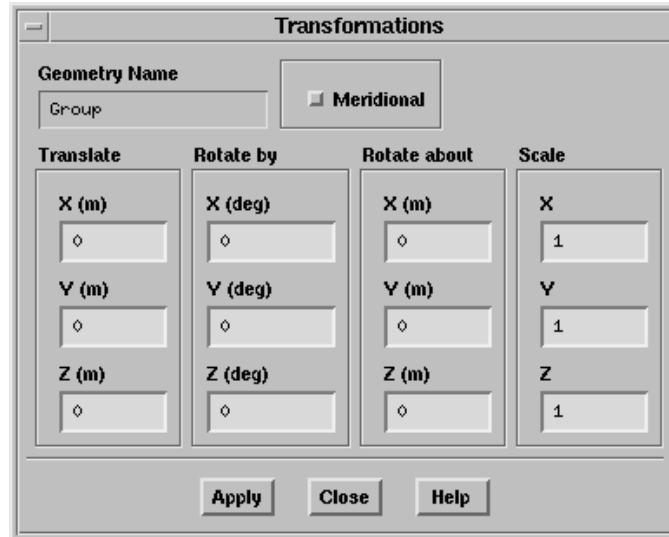 Transformations
Geometry Name
Group
Meridional
Translate
X (m)
0
Y (m)
0
Z (m)
0
Rotate by
X (deg)
0
Y (deg)
0
Z (deg)
0
Rotate about
X (m)
0
Y (m)
0
Z (m)
0
Scale
X
1
Y
1
Z
1
Apply Close Help